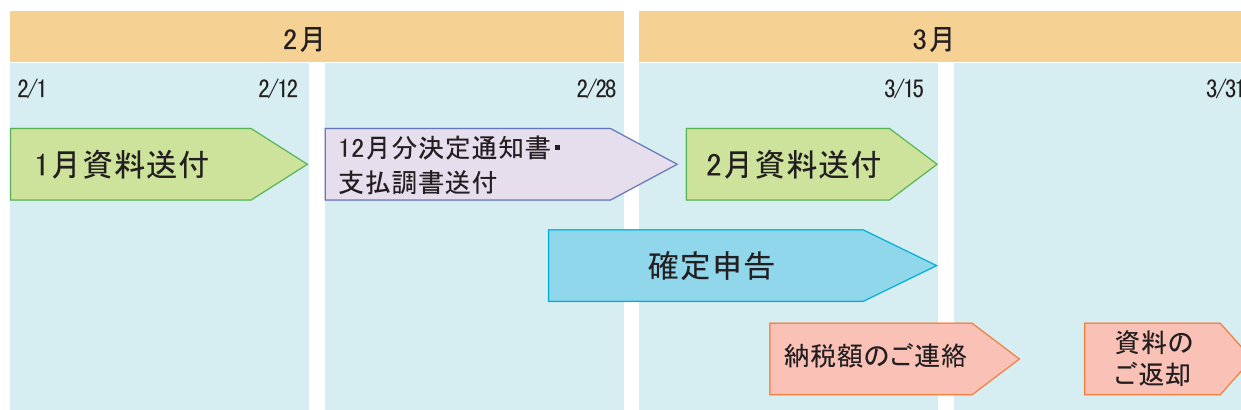 2月
3月
2/1
2/12
2/28
3/15
3/31
1月資料送付
12月分決定通知書・
支払調書送付
2月資料送付
確定申告
納税額のご連絡
資料の
ご返却